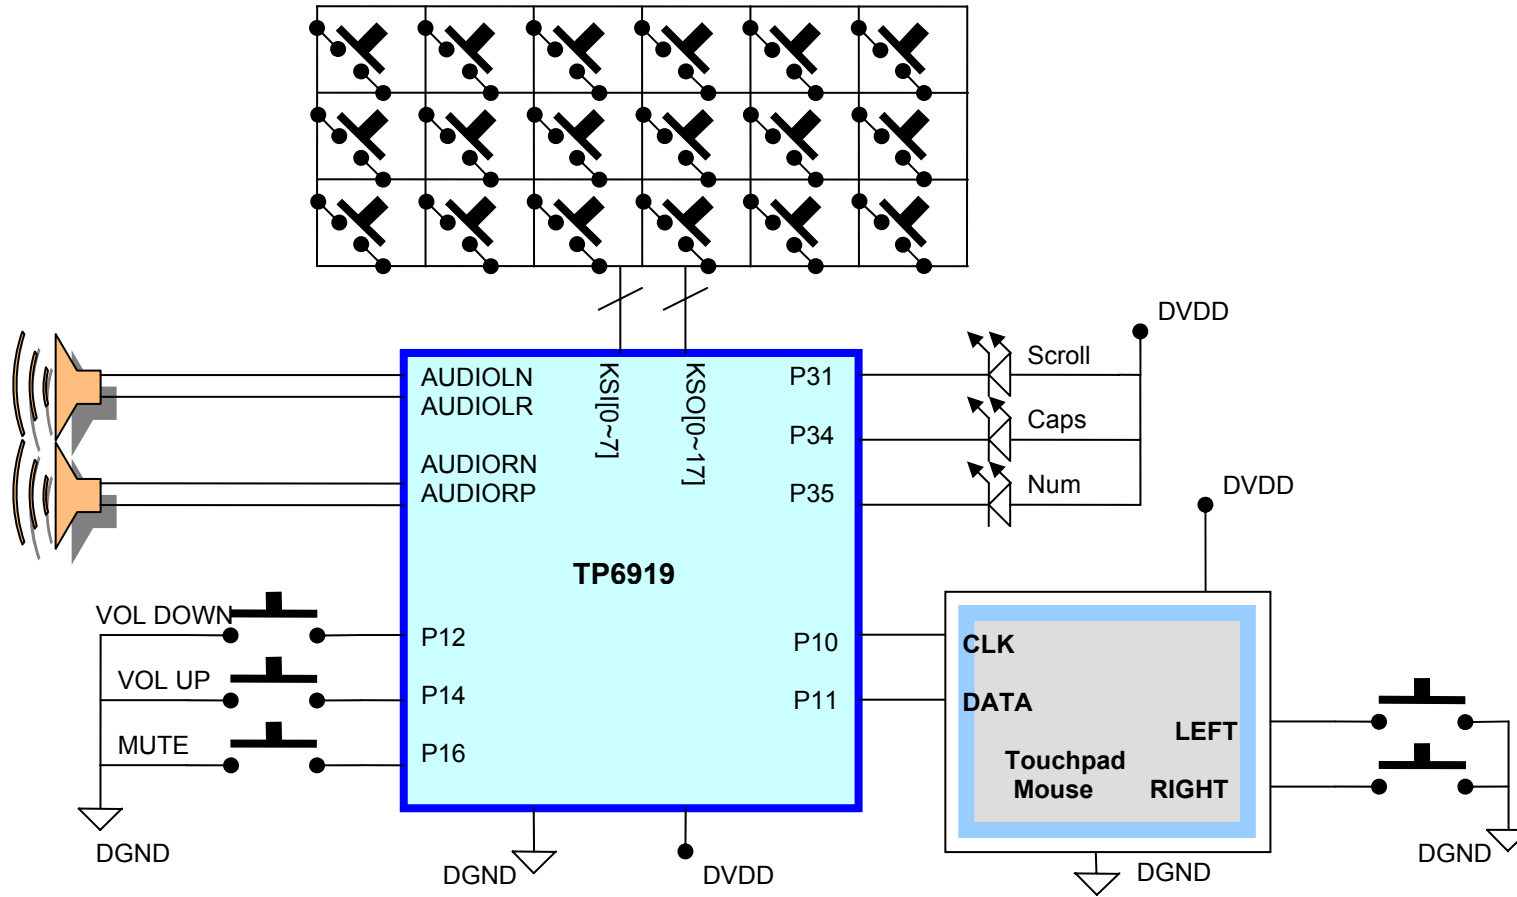 DVDD
Scroll
Caps
Num
DVDD
AUDIOLN
AUDIOLR
AUDIORN
AUDIORP
KSI[0~7]
KSO[0~17]
P31
P34
P35
TP6919
VOL DOWN
VOL UP
MUTE
P12
P14
P16
P10
P11
CLK
DATA
LEFT
RIGHT
Touchpad
Mouse
DGND
DGND
DVDD
DGND
DGND